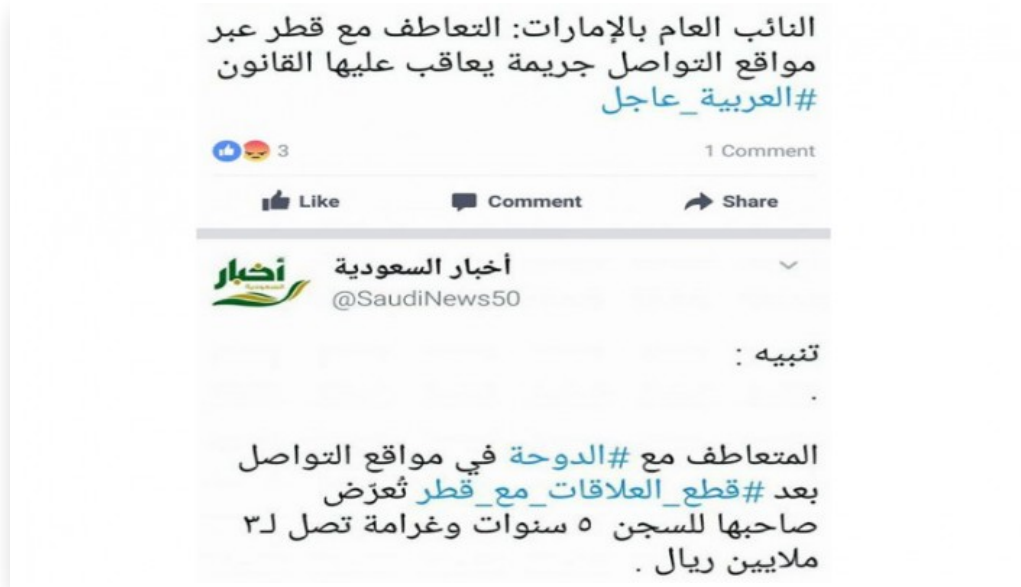 النائب العام بالإمارات: التعاطف مع قطر عبر
مواقع التواصل جريمة يعاقب عليها القانون
#العربية_عاجل
3
1 Comment
Like
Comment
Share
أخبار
السعودية
أخبار السعودية
@SaudiNews50
تنبيه :
.
المتعاطف مع #الدوحة في مواقع التواصل
بعد #قطع_العلاقات_مع_قطر تُعرّض
صاحبها للسجن ٥ سنوات وغرامة تصل لـ٣
ملايين ريال .